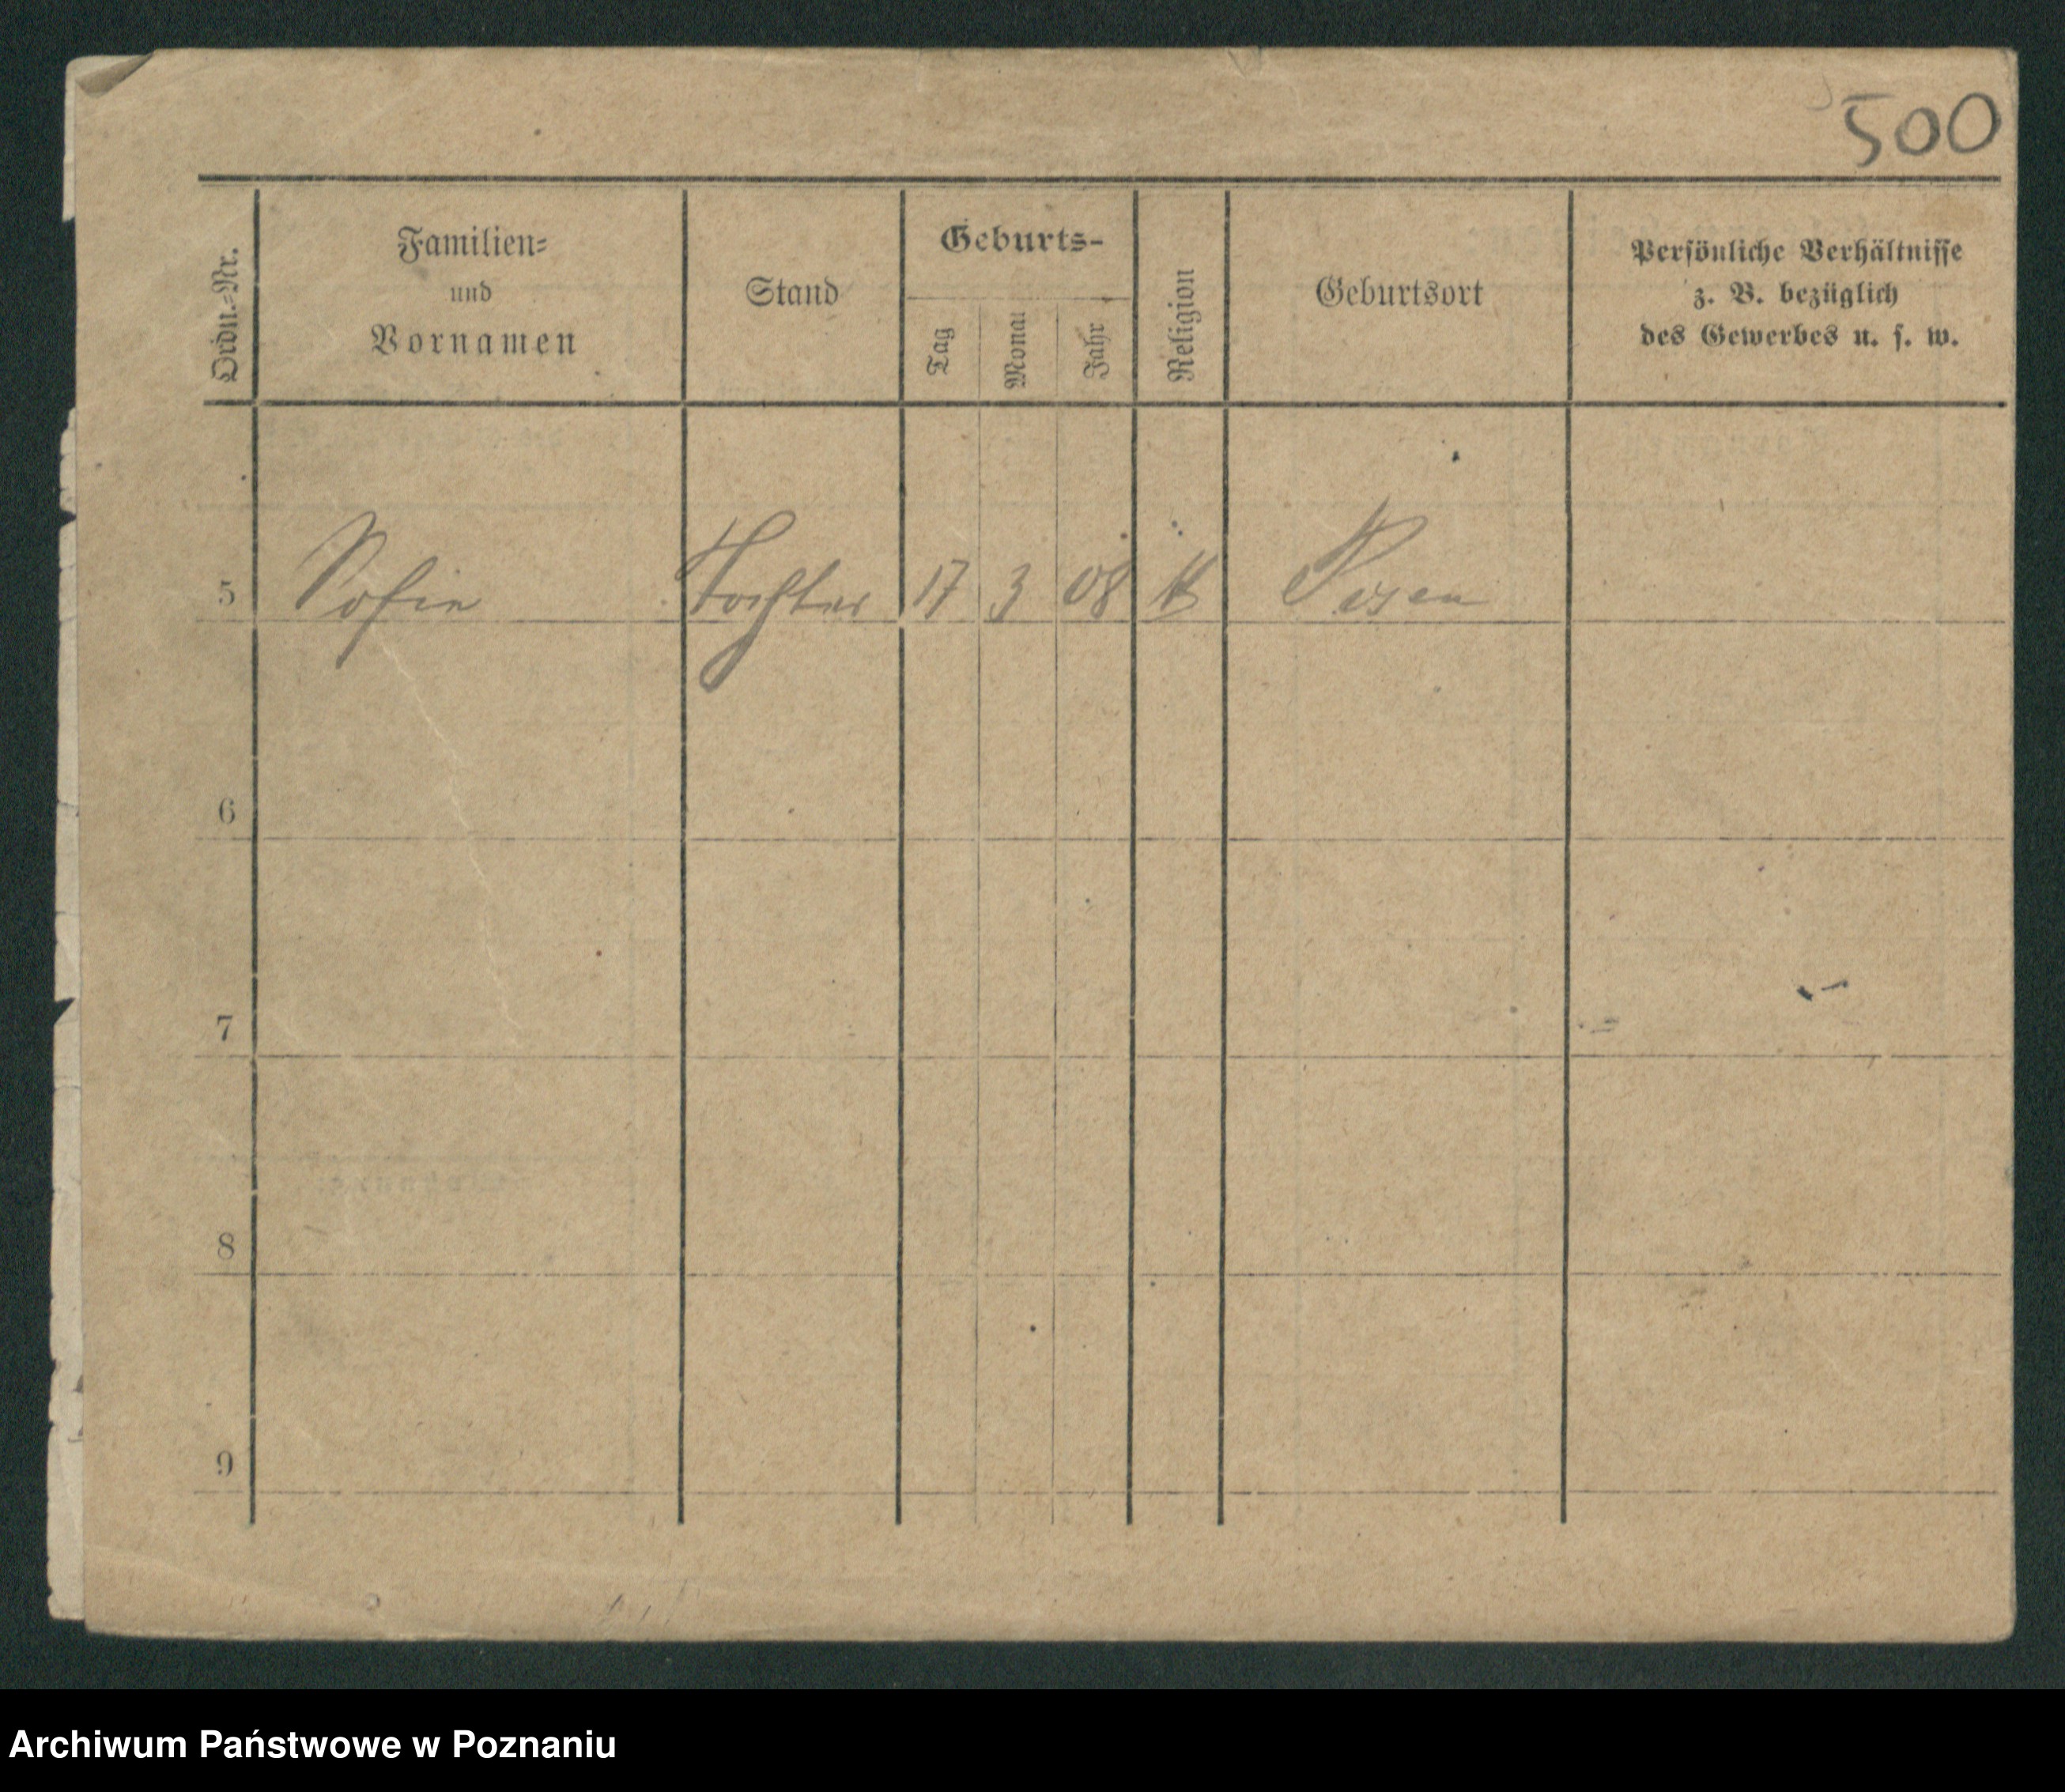 500
Ordn.-Nr.
Familien-
und
Vornamen
Stand
Geburts-
Tag
Monat
Jahr
Religion
Geburtsort
Persönliche Verhältnisse
z. B. bezüglich
des Gewerbes u. s. w.
5 Sofie Tochter 17 3 08 K Posen
6
7
8
9
Archiwum Państwowe w Poznaniu